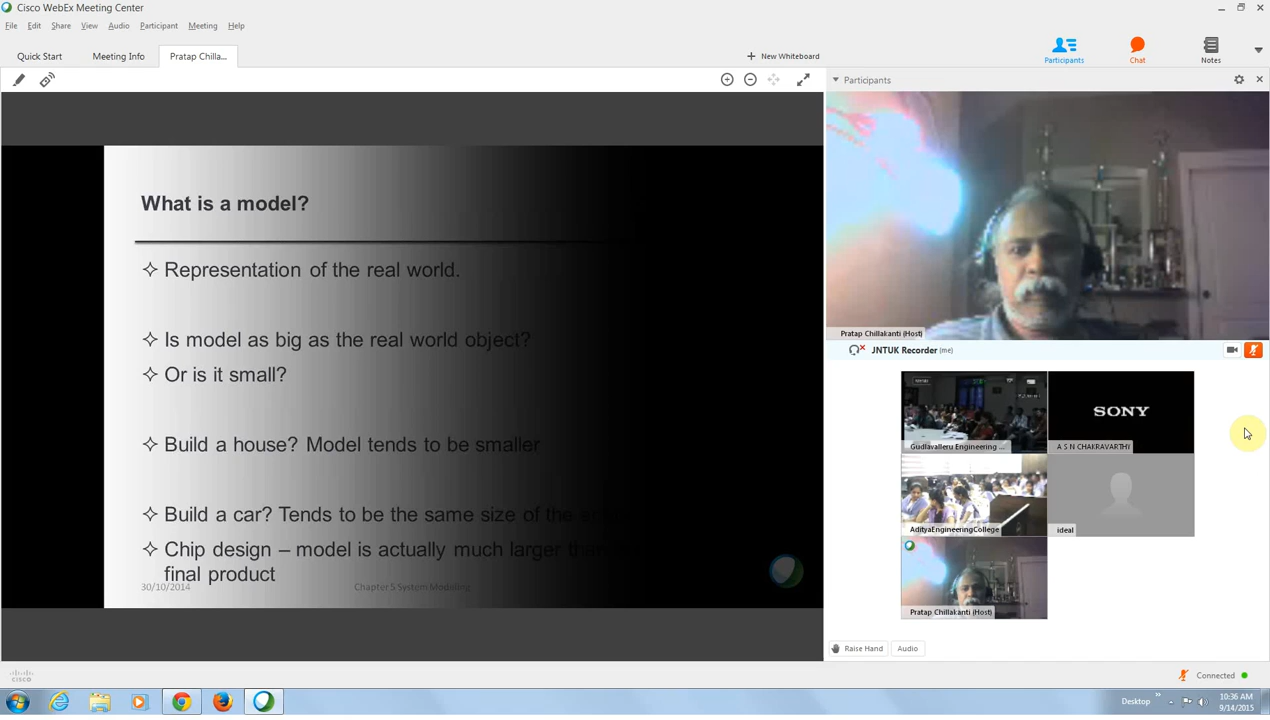 Cisco WebEx Meeting Center
File Edit Share View Audio Participant Meeting Help
Quick Start Meeting Info Pratap Chilla...
New Whiteboard
Participants Chat Notes
Participants
What is a model?
Representation of the real world.
Is model as big as the real world object?
Or is it small?
Build a house? Model tends to be smaller
Build a car? Tends to be the same size of the
Chip design – model is actually much larger than
final product
30/10/2014 Chapter 5 System Modeling
Pratap Chillakanti (Host)
JNTUK Recorder (me)
SONY
Gudlavalleru Engineering ... A S N CHAKRAVARTHY
AdityaEngineeringCollege ideal
Pratap Chillakanti (Host)
Raise Hand Audio
cisco Connected
Desktop 10:36 AM
9/14/2015